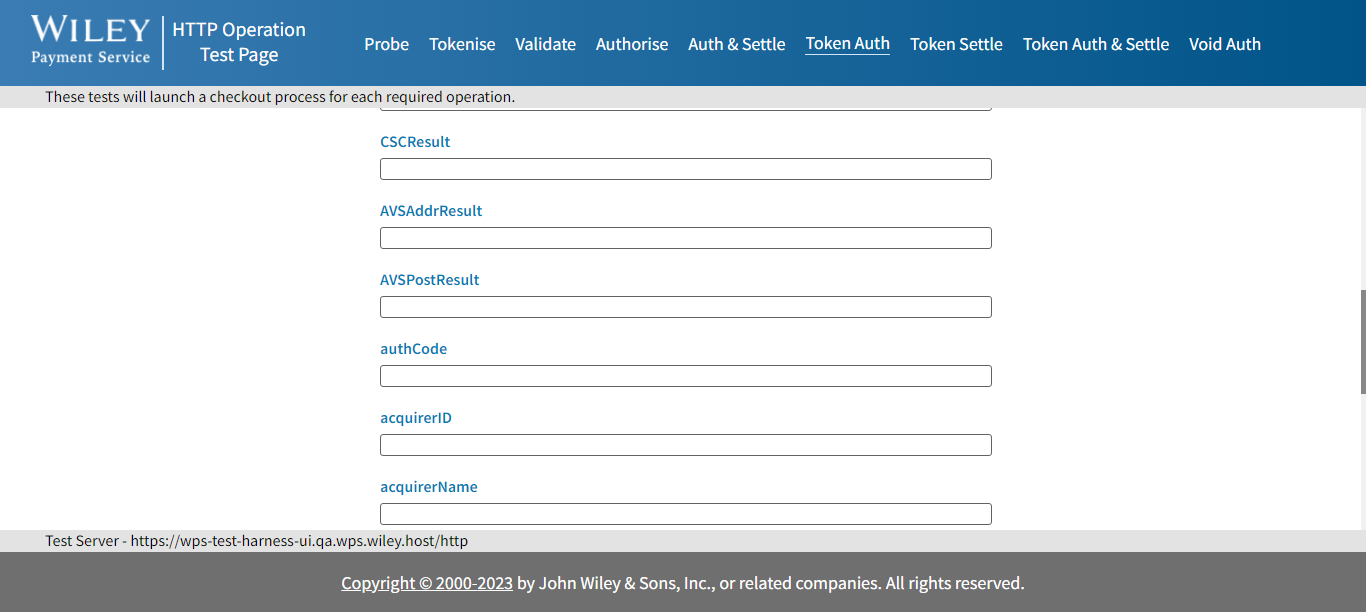 WILEY
Payment Service
HTTP Operation
Test Page
Probe Tokenise Validate Authorise Auth & Settle Token Auth Token Settle Token Auth & Settle Void Auth
These tests will launch a checkout process for each required operation.
CSCResult
AVSAddrResult
AVSPostResult
authCode
acquirerID
acquirerName
Test Server - https://wps-test-harness-ui.qa.wps.wiley.host/http
Copyright © 2000-2023 by John Wiley & Sons, Inc., or related companies. All rights reserved.